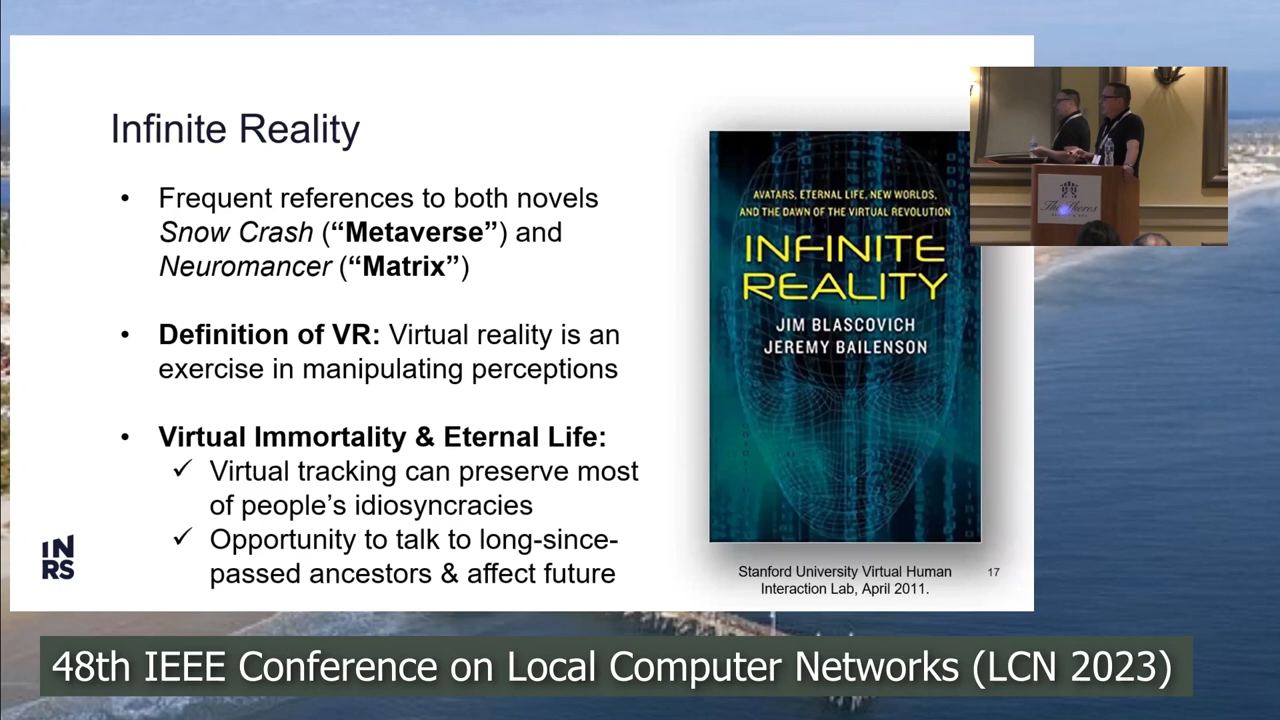 Infinite Reality
• Frequent references to both novels
Snow Crash (“Metaverse”) and
Neuromancer (“Matrix”)
• Definition of VR: Virtual reality is an
exercise in manipulating perceptions
• Virtual Immortality & Eternal Life:
✓ Virtual tracking can preserve most
of people’s idiosyncracies
✓ Opportunity to talk to long-since-
passed ancestors & affect future
IN
RS
AVATARS, ETERNAL LIFE, NEW WORLDS,
AND THE DAWN OF THE VIRTUAL REVOLUTION
INFINITE
REALITY
JIM BLASCOVICH
JEREMY BAILENSON
Stanford University Virtual Human
Interaction Lab, April 2011.
17
48th IEEE Conference on Local Computer Networks (LCN 2023)